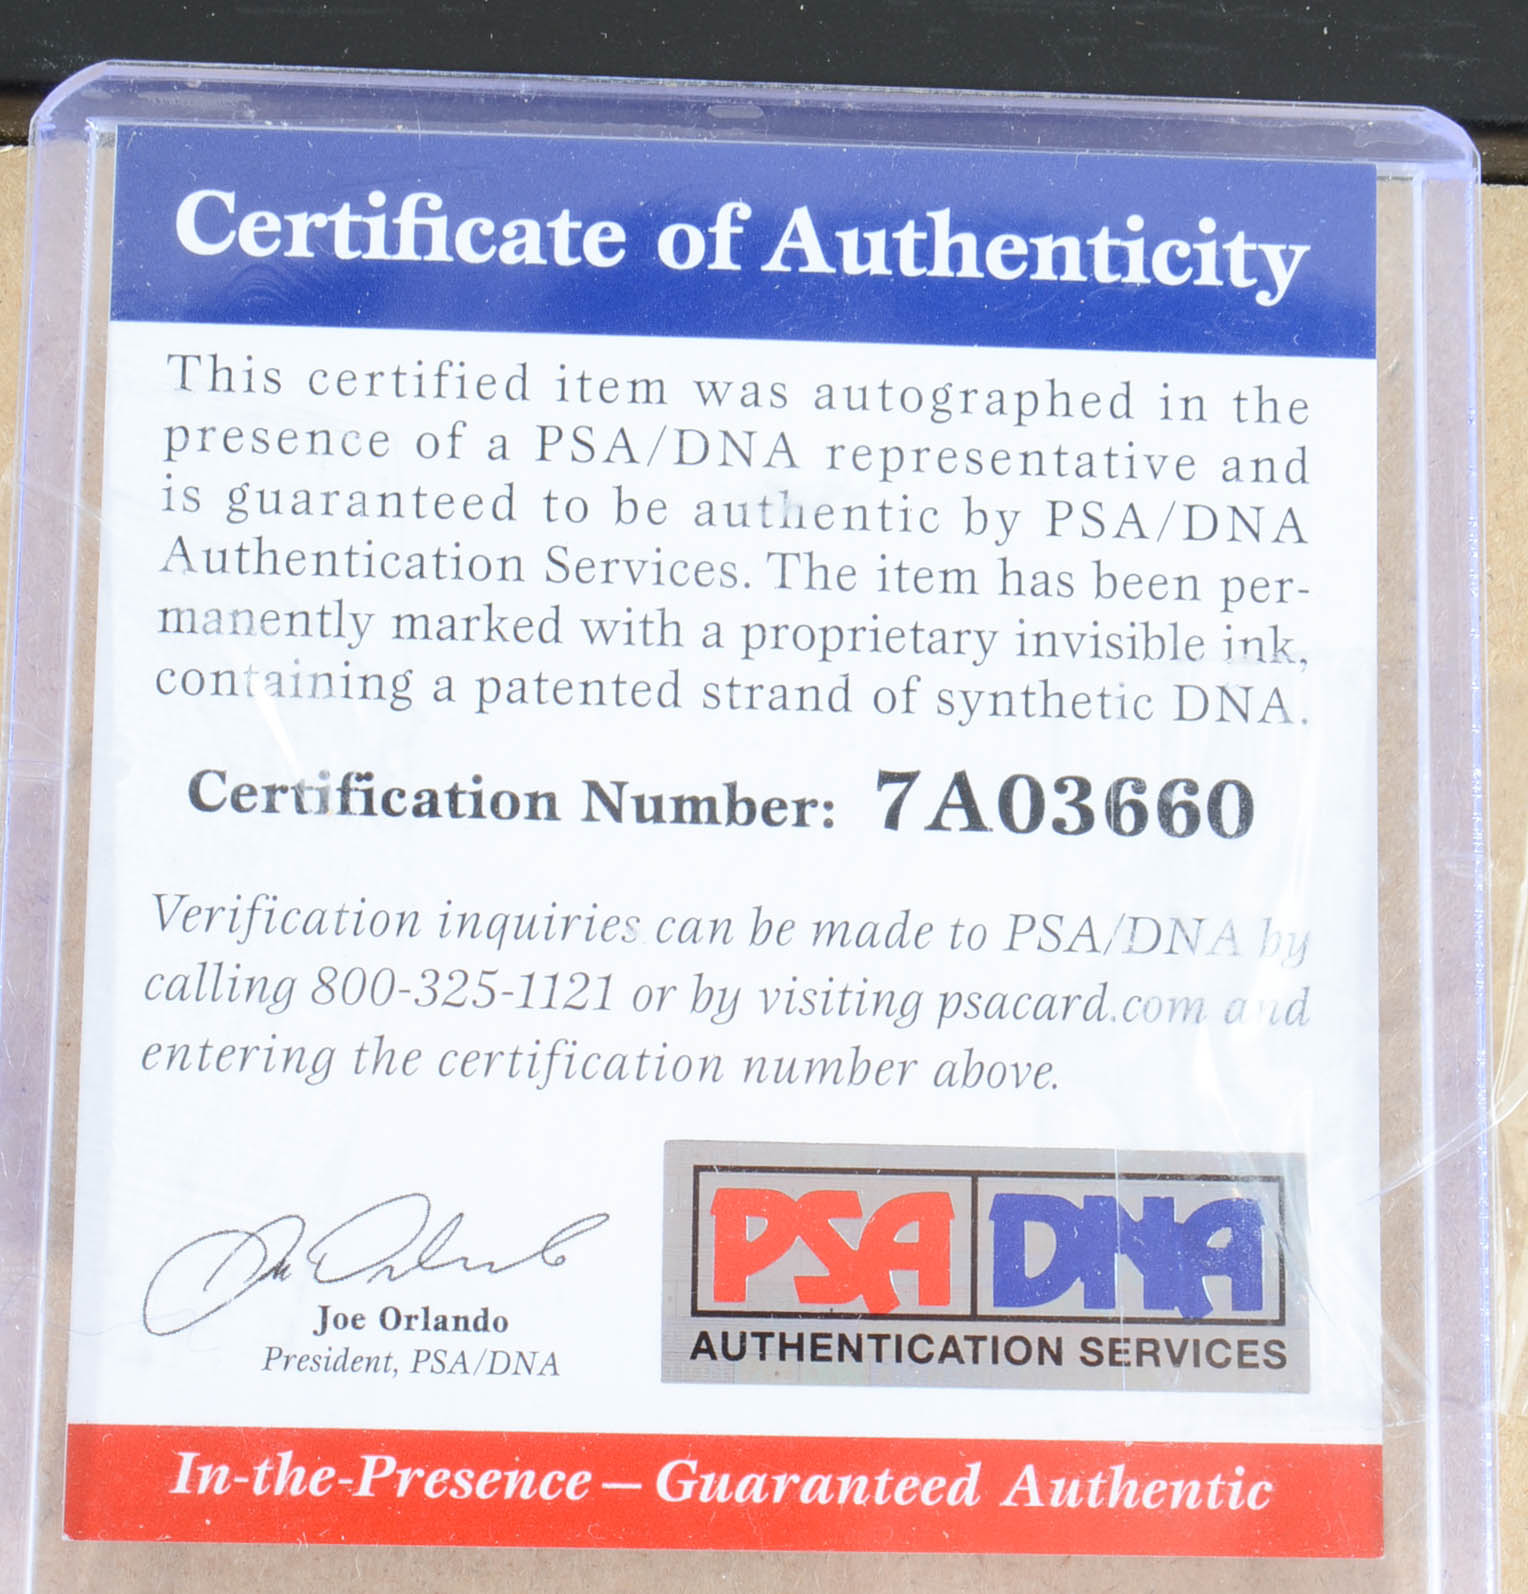 Certificate of Authenticity
This certified item was autographed in the
presence of a PSA/DNA representative and
is guaranteed to be authentic by PSA/DNA
Authentication Services. The item has been per-
manently marked with a proprietary invisible ink,
containing a patented strand of synthetic DNA.
Certification Number: 7A03660
Verification inquiries can be made to PSA/DNA by
calling 800-325-1121 or by visiting psacard.com and
entering the certification number above.
Joe Orlando
President, PSA/DNA
PSA DNA
AUTHENTICATION SERVICES
In-the-Presence – Guaranteed Authentic